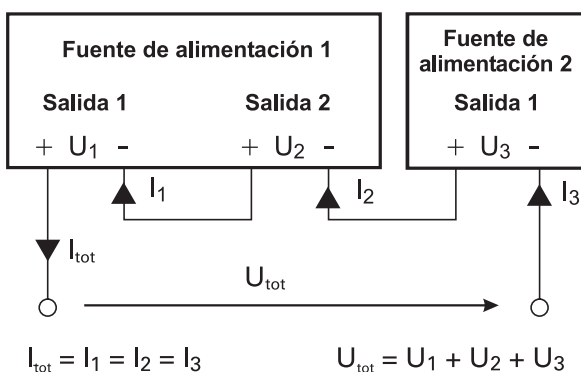 Fuente de alimentación 1
Salida 1 Salida 2
+ U1 - + U2 -
Fuente de
alimentación 2
Salida 1
+ U3 -
I1 I2 I3
Itot
Utot
Itot = I1 = I2 = I3 Utot = U1 + U2 + U3